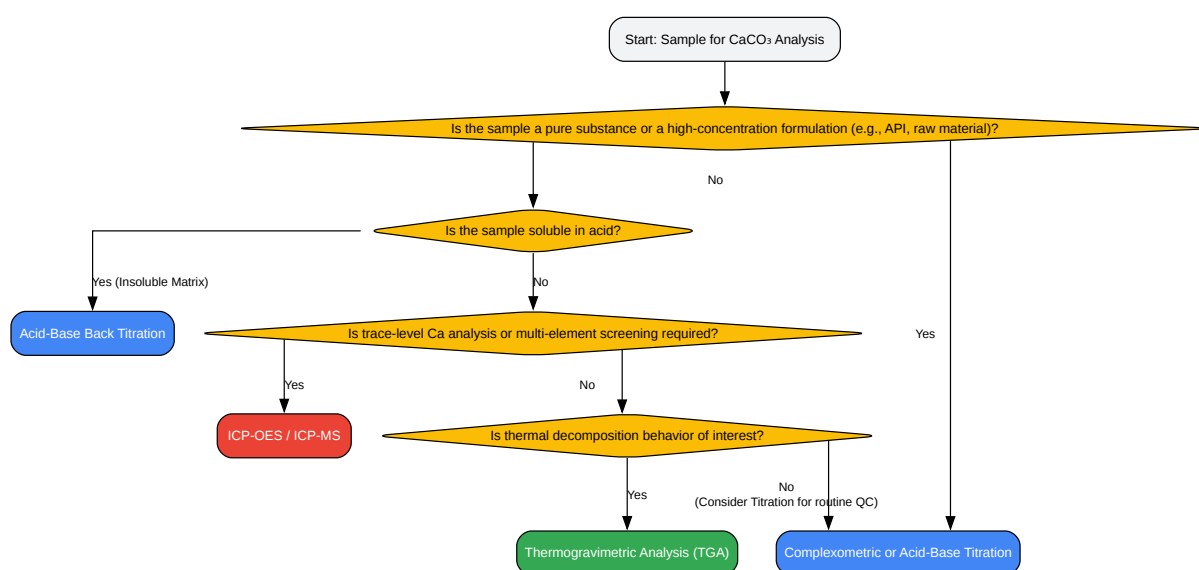 Start: Sample for CaCO₃ Analysis
Is the sample a pure substance or a high-concentration formulation (e.g., API, raw material)?
No
Is the sample soluble in acid?
Yes (Insoluble Matrix)
No
Acid-Base Back Titration
Is trace-level Ca analysis or multi-element screening required?
Yes
Yes
No
ICP-OES / ICP-MS
Is thermal decomposition behavior of interest?
Yes
No
(Consider Titration for routine QC)
Thermogravimetric Analysis (TGA)
Complexometric or Acid-Base Titration